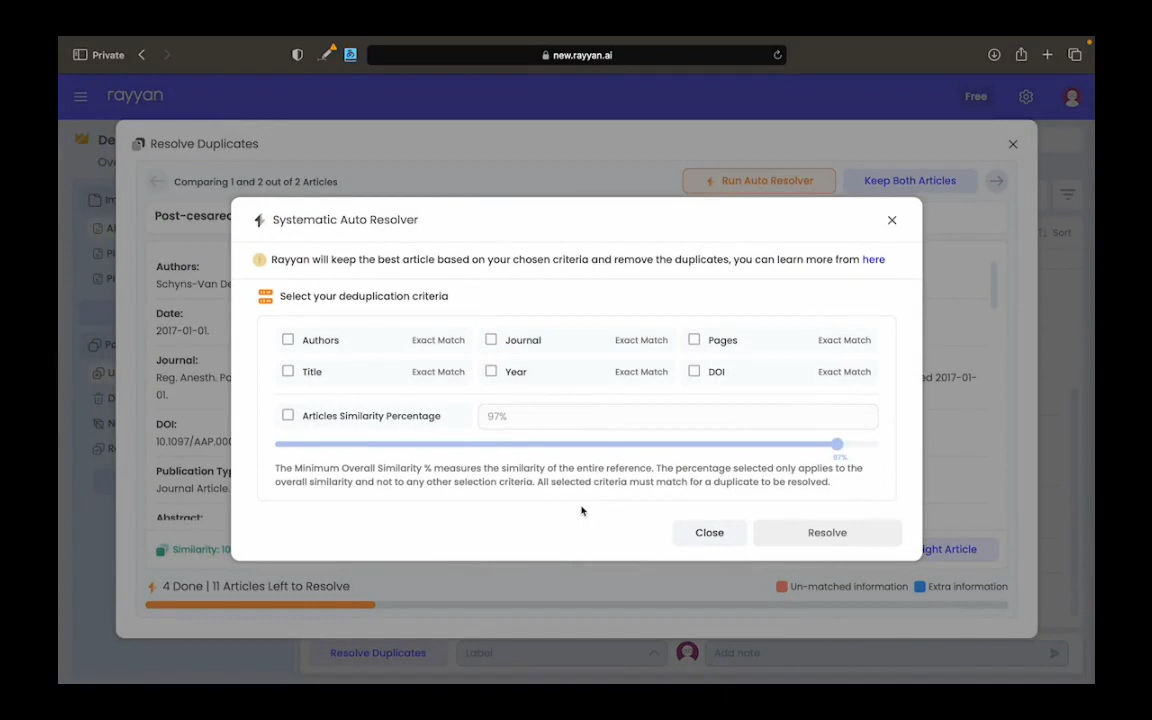 Private
new.rayyan.ai
rayyan
Free
De
Resolve Duplicates
Ov
Comparing 1 and 2 out of 2 Articles
Run Auto Resolver
Keep Both Articles
Post-cesare
Systematic Auto Resolver
Sort
Rayyan will keep the best article based on your chosen criteria and remove the duplicates, you can learn more from here
Authors:
Schyns-Van De
Select your deduplication criteria
Date:
2017-01-01.
Authors Exact Match Journal Exact Match Pages Exact Match
Journal:
Title Exact Match Year Exact Match DOI Exact Match
Reg. Anesth. Pa
ed 2017-01-
01.
Articles Similarity Percentage 97%
DOI:
10.1097/AAP.000
97%
Publication Typ
The Minimum Overall Similarity % measures the similarity of the entire reference. The percentage selected only applies to the
overall similarity and not to any other selection criteria. All selected criteria must match for a duplicate to be resolved.
Journal Article.
Abstract:
Close Resolve
Similarity: 10
ight Article
4 Done | 11 Articles Left to Resolve
Un-matched information Extra information
Resolve Duplicates Label Add note